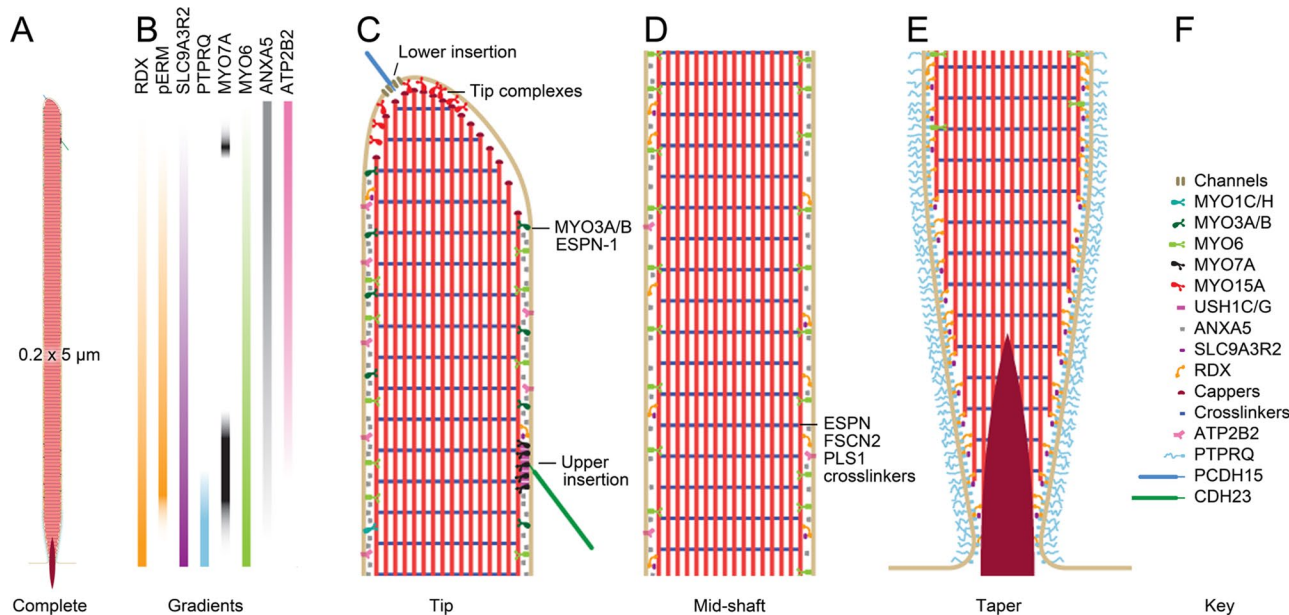 A
B
C
D
E
F
RDX
pERM
SLC9A3R2
PTPRQ
MYO7A
MYO6
ANXA5
ATP2B2
0.2 x 5 µm
Lower insertion
Tip complexes
MYO3A/B
ESPN-1
Upper
insertion
ESPN
FSCN2
PLS1
crosslinkers
Channels
MYO1C/H
MYO3A/B
MYO6
MYO7A
MYO15A
USH1C/G
ANXA5
SLC9A3R2
RDX
Cappers
Crosslinkers
ATP2B2
PTPRQ
PCDH15
CDH23
Complete
Gradients
Tip
Mid-shaft
Taper
Key